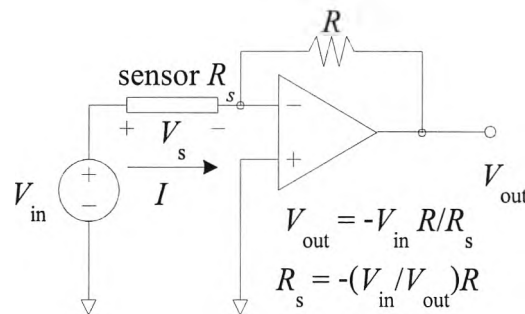 R
sensor R s
−
+ V s −
+
+
−
V in
I
V out
V out = -V in R/R s
R s = -(V in /V out )R